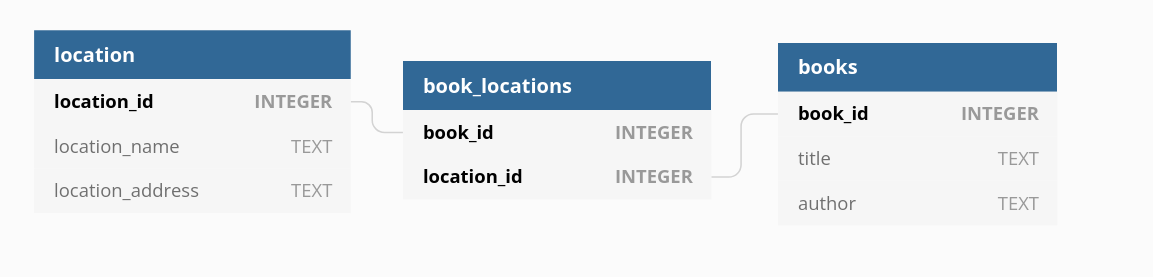 location
location_id INTEGER
location_name TEXT
location_address TEXT
book_locations
book_id INTEGER
location_id INTEGER
books
book_id INTEGER
title TEXT
author TEXT